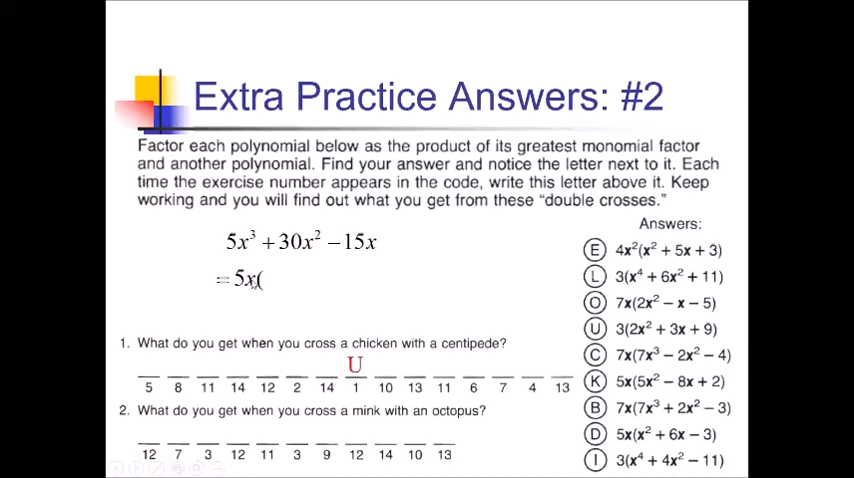 Extra Practice Answers: #2
Factor each polynomial below as the product of its greatest monomial factor
and another polynomial. Find your answer and notice the letter next to it. Each
time the exercise number appears in the code, write this letter above it. Keep
working and you will find out what you get from these “double crosses.”
5x³ + 30x² − 15x
= 5x(
1. What do you get when you cross a chicken with a centipede?
U
5 8 11 14 12 2 14 1 10 13 11 6 7 4 13
2. What do you get when you cross a mink with an octopus?
12 7 3 12 11 3 9 12 14 10 13
Answers:
E 4x²(x² + 5x + 3)
L 3(x⁴ + 6x² + 11)
O 7x(2x² − x − 5)
U 3(2x² + 3x + 9)
C 7x(7x³ − 2x² − 4)
K 5x(5x² − 8x + 2)
B 7x(7x³ + 2x² − 3)
D 5x(x² + 6x − 3)
I 3(x⁴ + 4x² − 11)